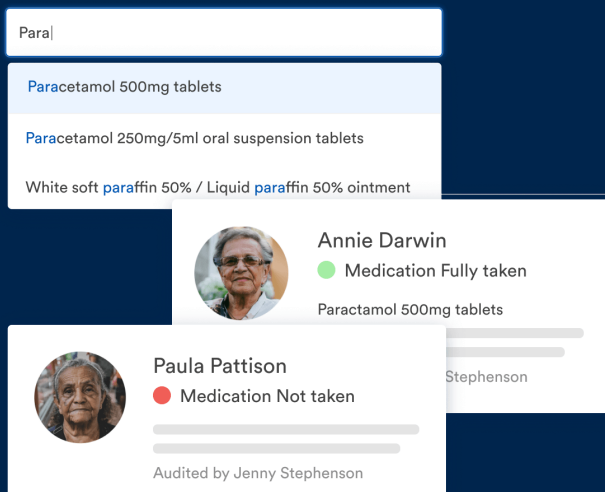 Para
Paracetamol 500mg tablets
Paracetamol 250mg/5ml oral suspension tablets
White soft paraffin 50% / Liquid paraffin 50% ointment
Annie Darwin
Medication Fully taken
Paractamol 500mg tablets
Stephenson
Paula Pattison
Medication Not taken
Audited by Jenny Stephenson